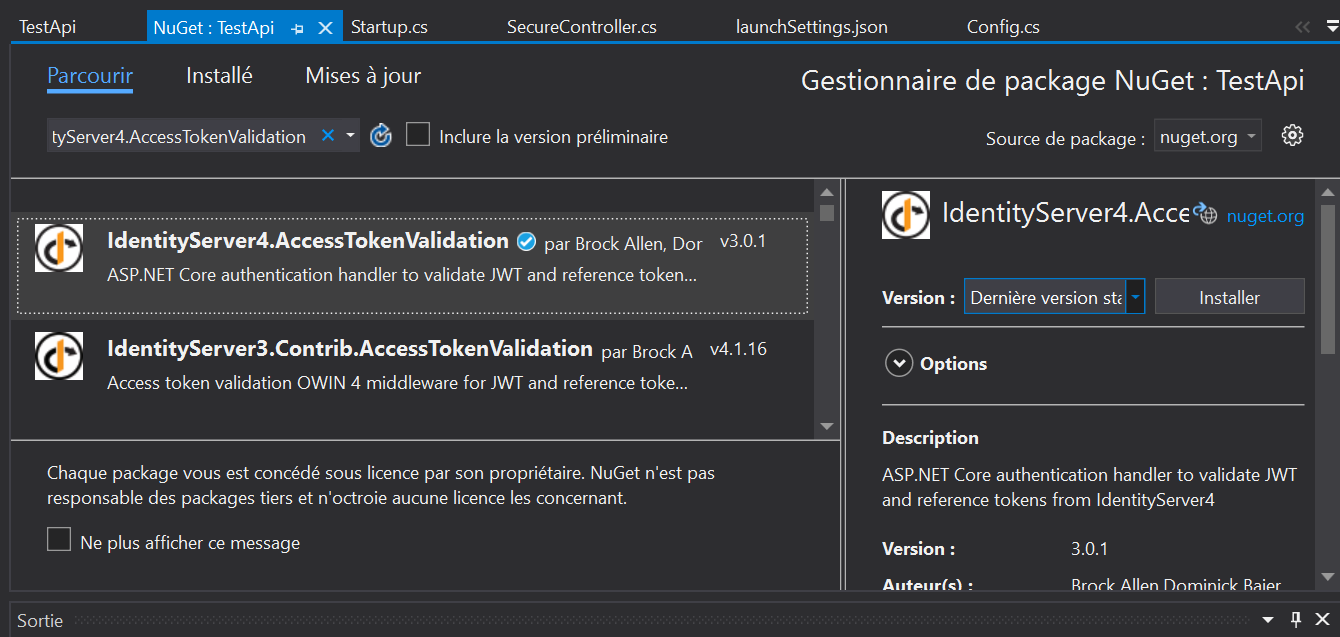 TestApi
NuGet : TestApi
Startup.cs
SecureController.cs
launchSettings.json
Config.cs
Parcourir
Installé
Mises à jour
Gestionnaire de package NuGet : TestApi
tyServer4.AccessTokenValidation
Inclure la version préliminaire
Source de package :
nuget.org
IdentityServer4.AccessTokenValidation par Brock Allen, Dor v3.0.1
ASP.NET Core authentication handler to validate JWT and reference token...
IdentityServer3.Contrib.AccessTokenValidation par Brock A v4.1.16
Access token validation OWIN 4 middleware for JWT and reference toke...
Chaque package vous est concédé sous licence par son propriétaire. NuGet n'est pas
responsable des packages tiers et n'octroie aucune licence les concernant.
Ne plus afficher ce message
IdentityServer4.Acce
nuget.org
Version :
Dernière version sta
Installer
Options
Description
ASP.NET Core authentication handler to validate JWT
and reference tokens from IdentityServer4
Version : 3.0.1
Auteur(s) : Brock Allen,Dominick Baier
Sortie